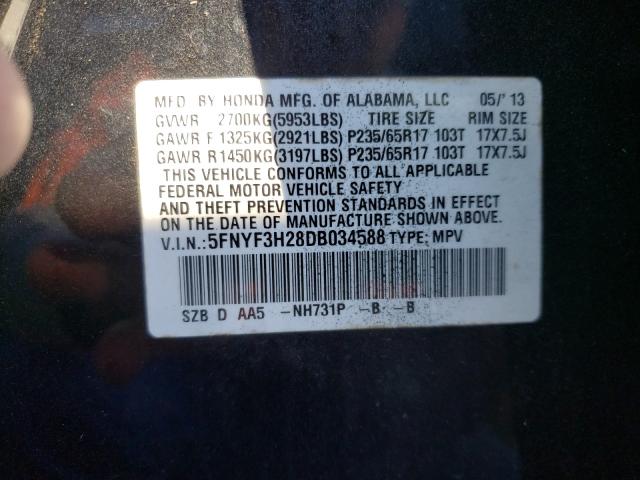 MFD. BY HONDA MFG. OF ALABAMA, LLC 05/'13
GVWR 2700KG(5953LBS) TIRE SIZE RIM SIZE
GAWR F 1325KG(2921LBS) P235/65R17 103T 17X7.5J
GAWR R1450KG(3197LBS) P235/65R17 103T 17X7.5J
THIS VEHICLE CONFORMS TO ALL APPLICABLE
FEDERAL MOTOR VEHICLE SAFETY
AND THEFT PREVENTION STANDARDS IN EFFECT
ON THE DATE OF MANUFACTURE SHOWN ABOVE.
V.I.N.:5FNYF3H28DB034588 TYPE: MPV
SZB D AA5 -NH731P -B -B